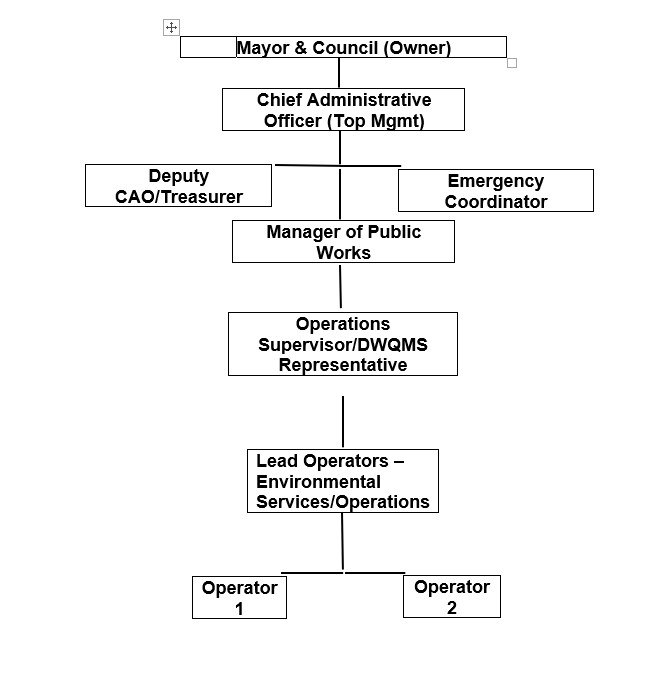 Mayor & Council (Owner)
Chief Administrative
Officer (Top Mgmt)
Deputy
CAO/Treasurer
Emergency
Coordinator
Manager of Public
Works
Operations
Supervisor/DWQMS
Representative
Lead Operators –
Environmental
Services/Operations
Operator
1
Operator
2